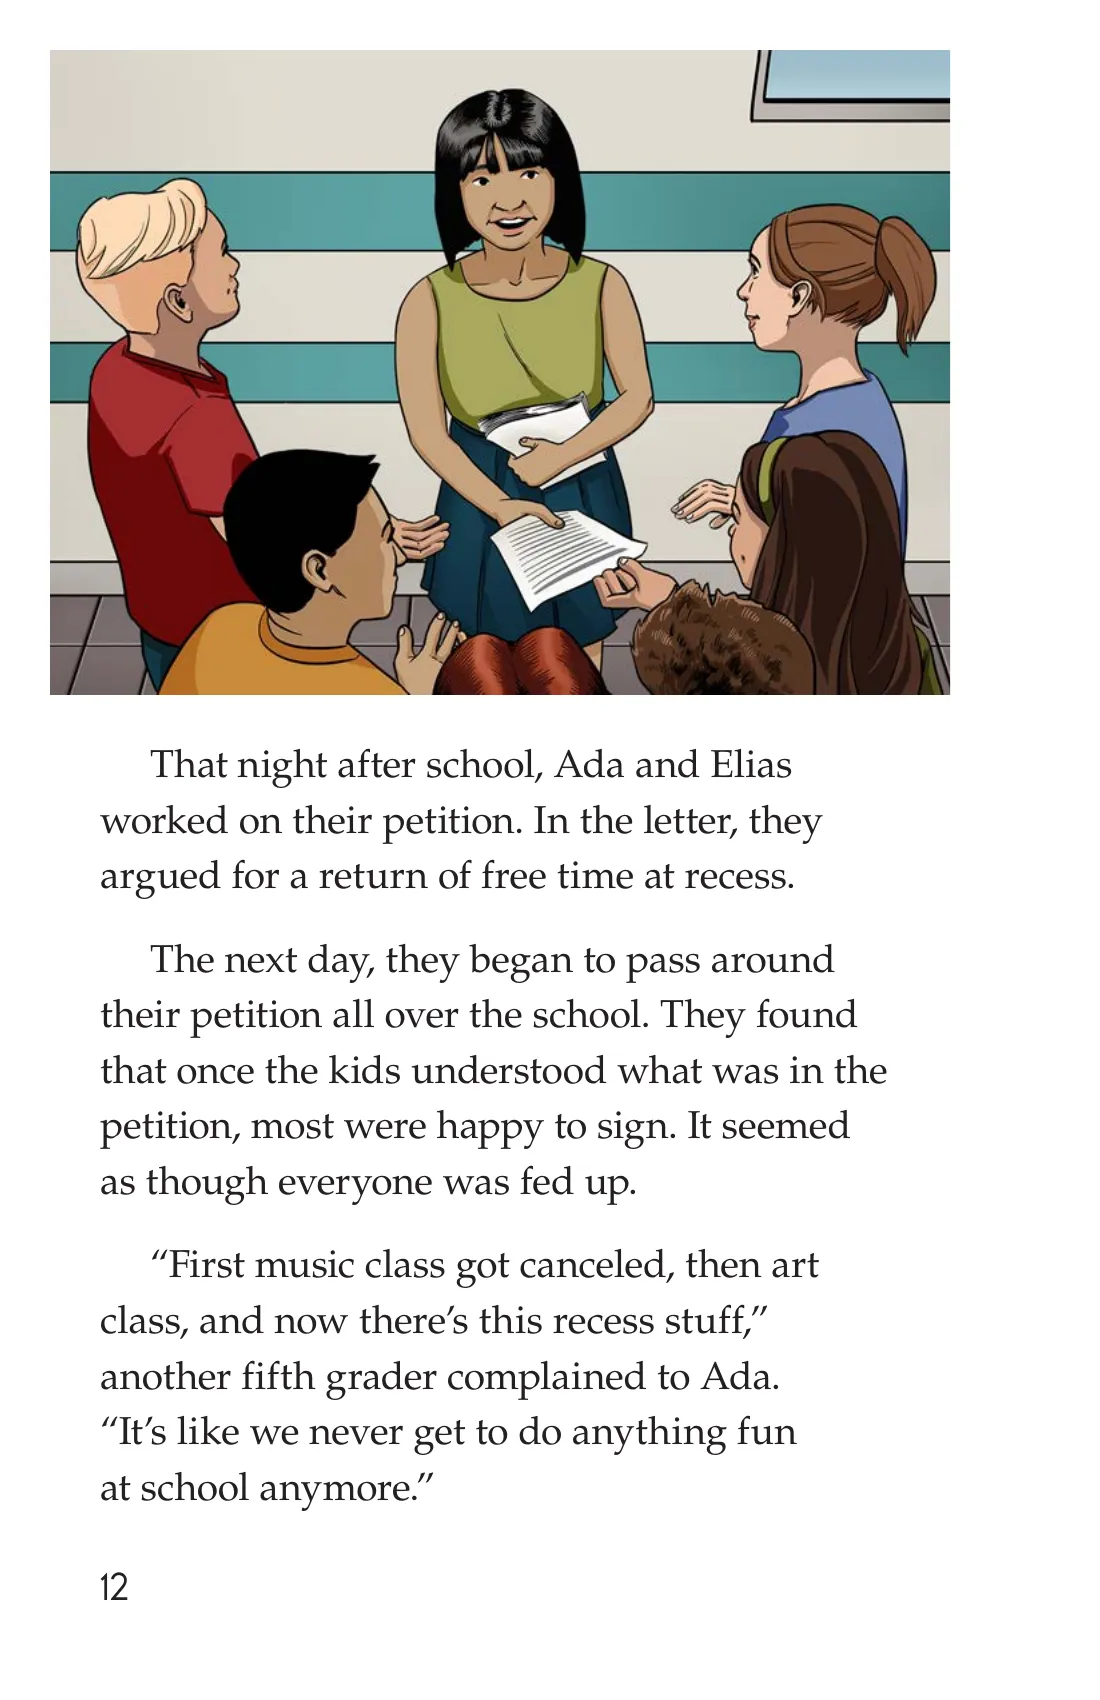 That night after school, Ada and Elias
worked on their petition. In the letter, they
argued for a return of free time at recess.
The next day, they began to pass around
their petition all over the school. They found
that once the kids understood what was in the
petition, most were happy to sign. It seemed
as though everyone was fed up.
“First music class got canceled, then art
class, and now there’s this recess stuff,”
another fifth grader complained to Ada.
“It’s like we never get to do anything fun
at school anymore.”
12